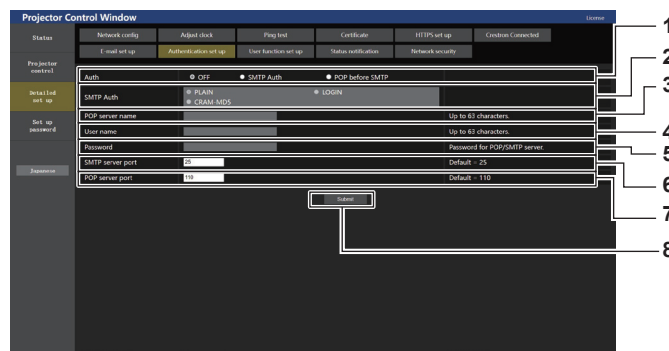 Projector Control Window
License
Status
Network config
Adjust clock
Ping test
Certificate
HTTPS set up
Crestron Connected
E-mail set up
Authentication set up
User function set up
Status notification
Network security
Projector
control
Detailed
set up
Set up
password
Japanese
Auth
OFF
SMTP Auth
POP before SMTP
1
SMTP Auth
PLAIN
LOGIN
CRAM-MD5
2
POP server name
Up to 63 characters.
3
User name
Up to 63 characters.
4
Password
Password for POP/SMTP server.
5
SMTP server port
25
Default = 25
6
POP server port
110
Default = 110
7
Submit
8